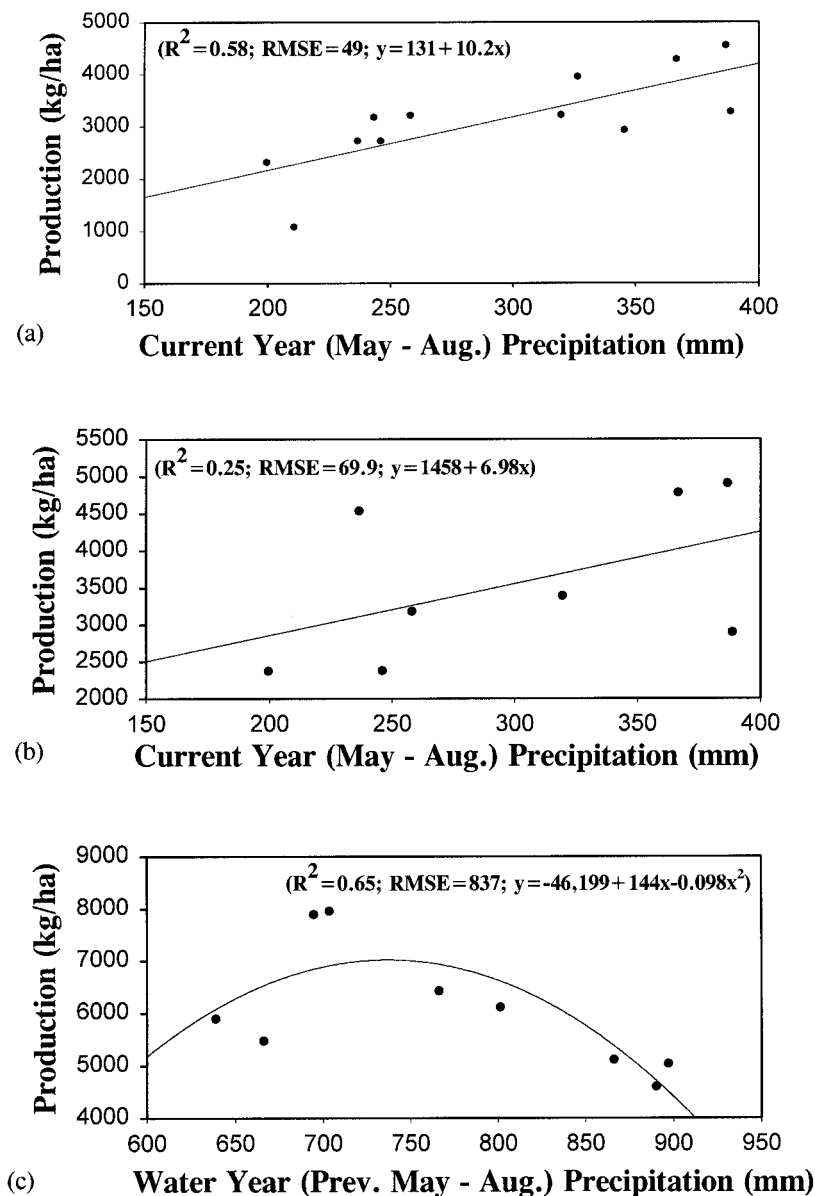 (R2=0.58; RMSE=49; y=131+10.2x)
Production (kg/ha)
5000
4000
3000
2000
1000
0
150 200 250 300 350 400
(a)
Current Year (May - Aug.) Precipitation (mm)
(R2=0.25; RMSE=69.9; y=1458+6.98x)
Production (kg/ha)
5500
5000
4500
4000
3500
3000
2500
2000
150 200 250 300 350 400
(b)
Current Year (May - Aug.) Precipitation (mm)
(R2=0.65; RMSE=837; y=-46,199+144x-0.098x2)
Production (kg/ha)
9000
8000
7000
6000
5000
4000
600 650 700 750 800 850 900 950
(c)
Water Year (Prev. May - Aug.) Precipitation (mm)